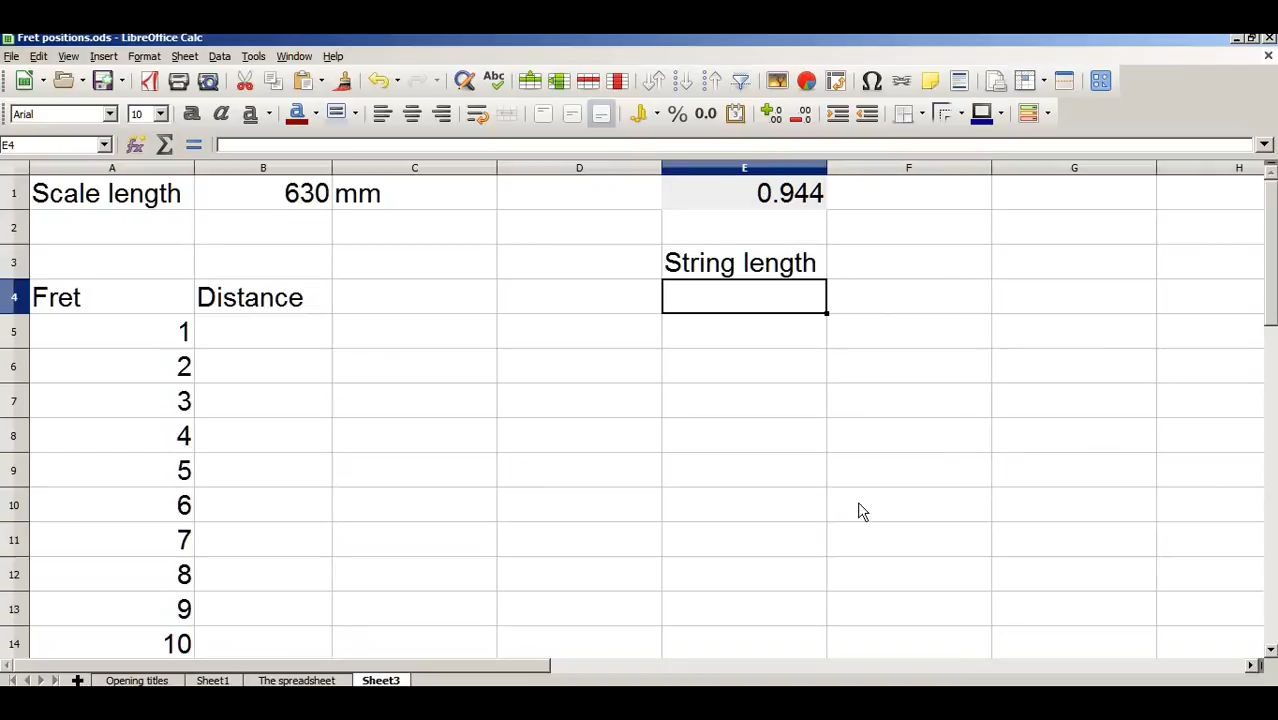 Fret positions.ods - LibreOffice Calc
File Edit View Insert Format Sheet Data Tools Window Help
Abc
Arial 10 a a a a % 0.0
E4
A B C D E F G H
1 Scale length 630 mm 0.944
2
3 String length
4 Fret Distance
5 1
6 2
7 3
8 4
9 5
10 6
11 7
12 8
13 9
14 10
Opening titles Sheet1 The spreadsheet Sheet3